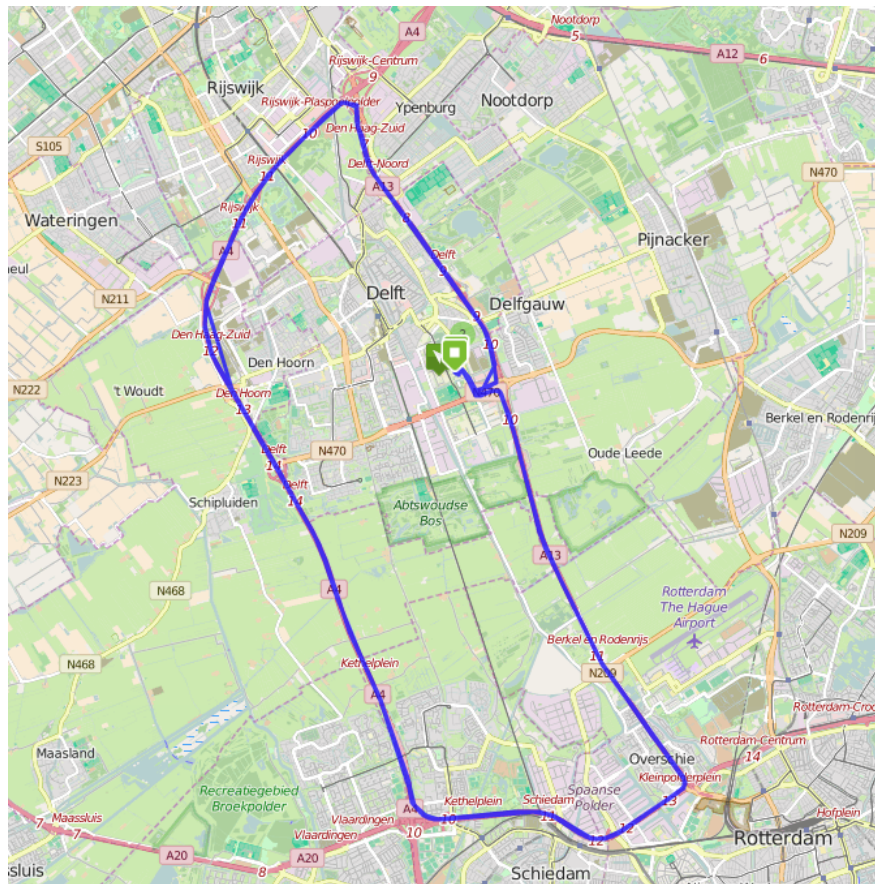 Nootdorp
5
A4
A12
6
Rijswijk-Centrum
9
Rijswijk
Rijswijk-Plaspoelpolder
Ypenburg
Nootdorp
10
Den Haag-Zuid
7
S105
Rijswijk
11
Delft-Noord
A13
N470
Rijswijk
11
8
Wateringen
Pijnacker
A4
Delft
9
N211
Delft
Delfgauw
9
Den Haag-Zuid
12
10
Den Hoorn
't Woudt
N222
Den Hoorn
13
10
Berkel en Rodenrijs
Delft
14
N470
Oude Leede
N223
Delft
14
Schipluiden
Abtswoudse
Bos
N209
A13
N468
A4
Rotterdam
The Hague
Airport
Berkel en Rodenrijs
11
N468
Kethelplein
N209
A4
Rotterdam-Centrum
14
Maasland
Overschie
Kleinpolderplein
Recreatiegebied
Broekpolder
Spaanse
Polder
13
A4
Kethelplein
Schiedam
Maassluis
Vlaardingen
10
11
Hofplein
7
7
Vlaardingen
10
12
12
Rotterdam
A20
8
A20
Schiedam